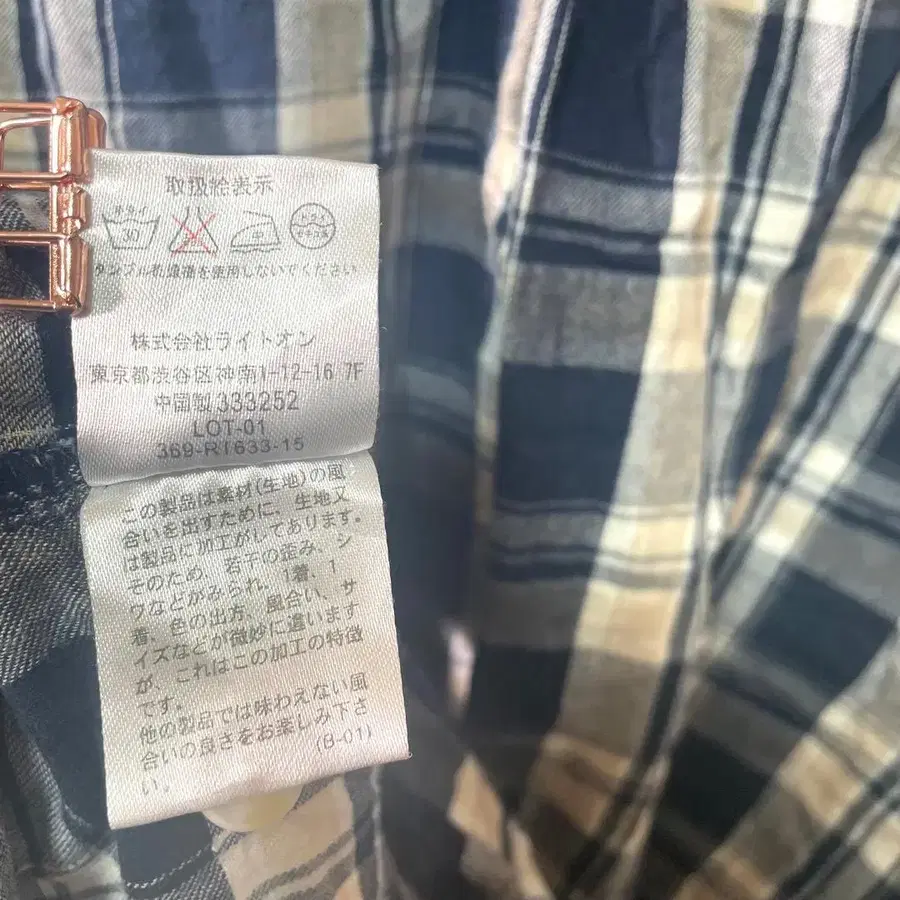 取扱絵表示
30
タンブル乾燥機を使用しないでください
株式会社ライトオン
東京都渋谷区神南1-12-16 7F
中国製 333252
LOT-01
369-R1633-15
この製品は素材(生地)の風
合いを出すために、生地又
は製品に加工がしてあります。
そのため、若干の歪み、シ
ワなどがみられ、1着、1
着、色の出方、風合い、サ
イズなどが微妙に違います
が、これはこの加工の特徴
です。
他の製品では味わえない風
合いの良さをお楽しみ下さ
い。
(B-01)